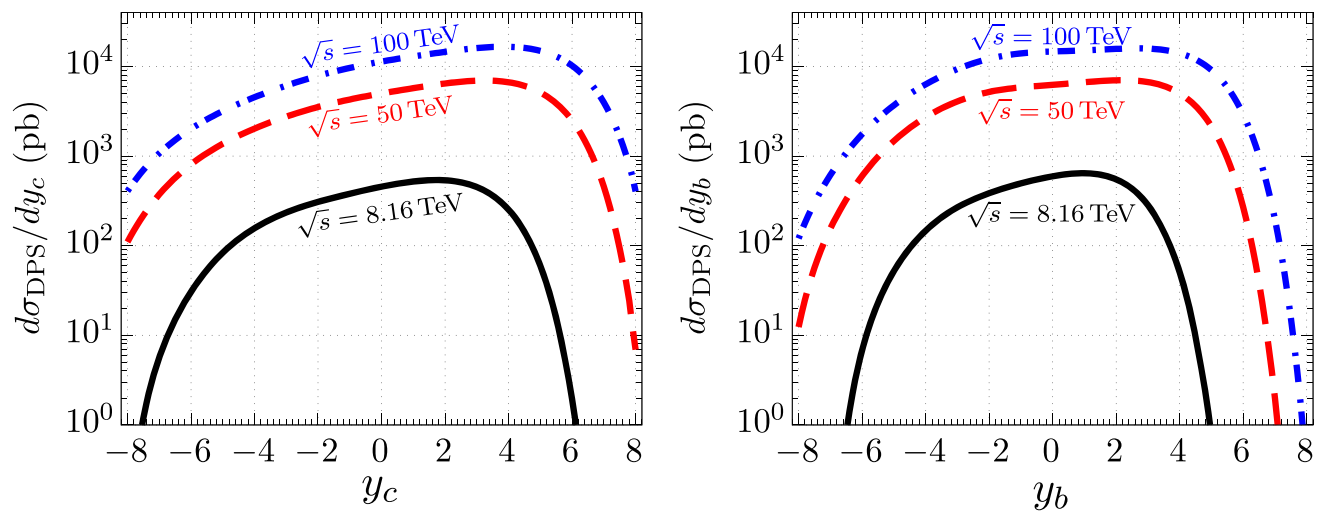 dσ_DPS/dy_c (pb)
10^4
10^3
10^2
10^1
10^0
√s = 100 TeV
√s = 50 TeV
√s = 8.16 TeV
−8 −6 −4 −2 0 2 4 6 8
y_c
dσ_DPS/dy_b (pb)
10^4
10^3
10^2
10^1
10^0
√s = 100 TeV
√s = 50 TeV
√s = 8.16 TeV
−8 −6 −4 −2 0 2 4 6 8
y_b